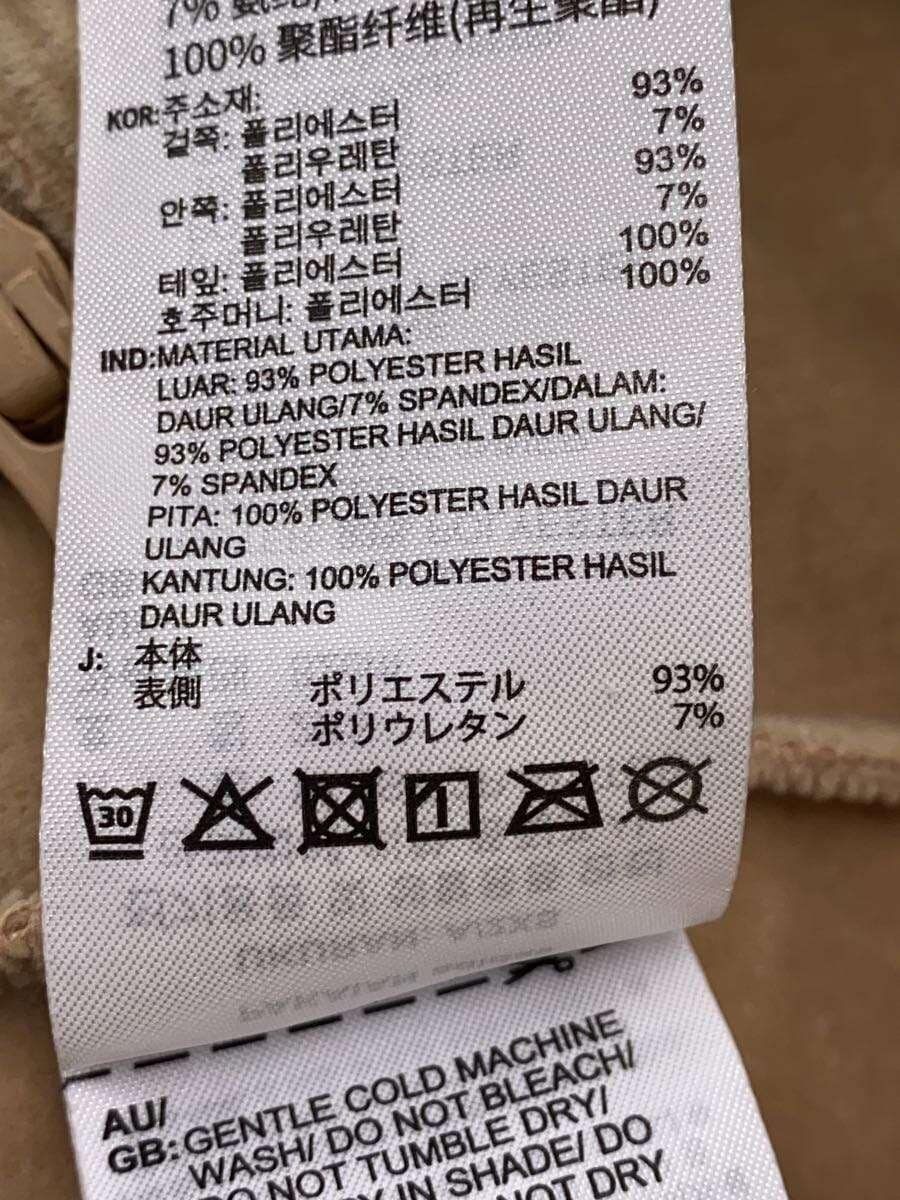 100% 聚酯纤维(再生聚酯)
KOR:주소재:
겉쪽: 폴리에스터 93%
폴리우레탄 7%
안쪽: 폴리에스터 93%
폴리우레탄 7%
테잎: 폴리에스터 100%
호주머니: 폴리에스터 100%
IND:MATERIAL UTAMA:
LUAR: 93% POLYESTER HASIL
DAUR ULANG/7% SPANDEX/DALAM:
93% POLYESTER HASIL DAUR ULANG/
7% SPANDEX
PITA: 100% POLYESTER HASIL DAUR
ULANG
KANTUNG: 100% POLYESTER HASIL
DAUR ULANG
J: 本体
表側 ポリエステル 93%
ポリウレタン 7%
30 1
AU/
GB:GENTLE COLD MACHINE
WASH/ DO NOT BLEACH/
DO NOT TUMBLE DRY/
IN SHADE/ DO
NOT DRY